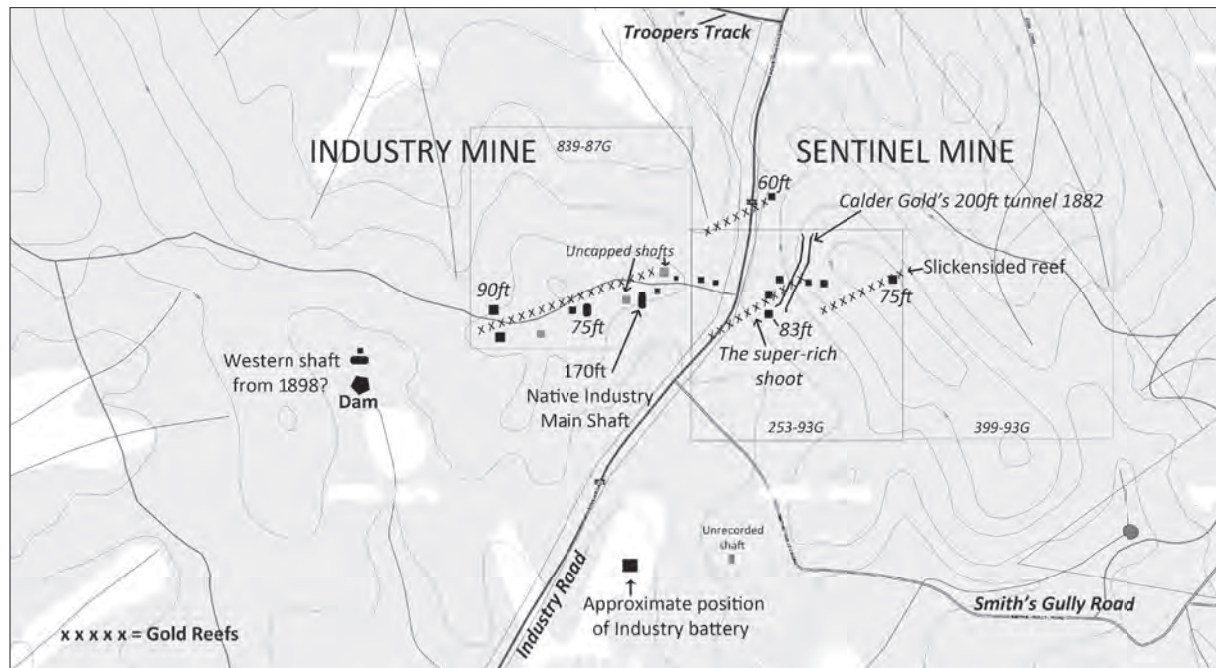 Troopers Track
INDUSTRY MINE
839-87G
SENTINEL MINE
60ft
Calder Gold's 200ft tunnel 1882
Uncapped shafts
Slickensided reef
90ft
75ft
75ft
83ft
The super-rich
shoot
170ft
Native Industry
Main Shaft
Western shaft
from 1898?
Dam
253-93G
399-93G
Unrecorded
shaft
Industry Road
Approximate position
of Industry battery
Smith's Gully Road
x x x x x = Gold Reefs